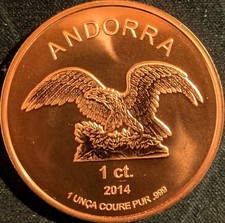 ANDORRA
1 ct.
2014
1 UNÇA COURE PUR .999